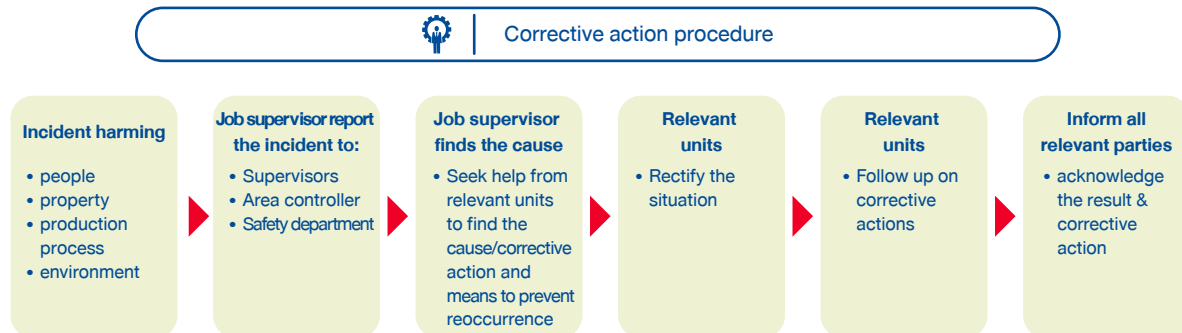 Corrective action procedure
Incident harming
• people
• property
• production
process
• environment
Job supervisor report
the incident to:
• Supervisors
• Area controller
• Safety department
Job supervisor
finds the cause
• Seek help from
relevant units
to find the
cause/corrective
action and
means to prevent
reoccurrence
Relevant
units
• Rectify the
situation
Relevant
units
• Follow up on
corrective
actions
Inform all
relevant parties
• acknowledge
the result &
corrective
action